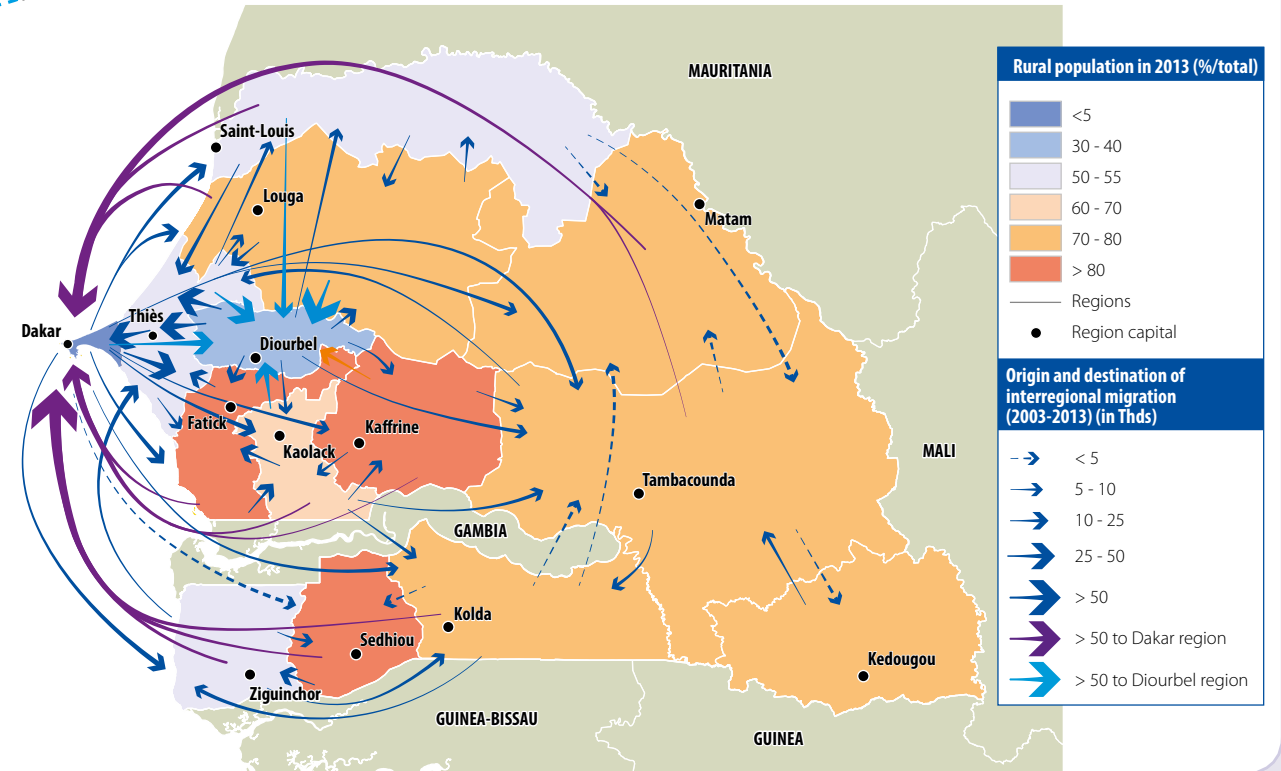 MAURITANIA
Saint-Louis
Louga
Matam
Dakar
Thiès
Diourbel
Fatick
Kaolack
Kaffrine
MALI
Tambacounda
GAMBIA
Kolda
Sedhiou
Ziguinchor
Kedougou
GUINEA-BISSAU
GUINEA
Rural population in 2013 (%/total)
<5
30 - 40
50 - 55
60 - 70
70 - 80
> 80
Regions
Region capital
Origin and destination of
interregional migration
(2003-2013) (in Thds)
< 5
5 - 10
10 - 25
25 - 50
> 50
> 50 to Dakar region
> 50 to Diourbel region